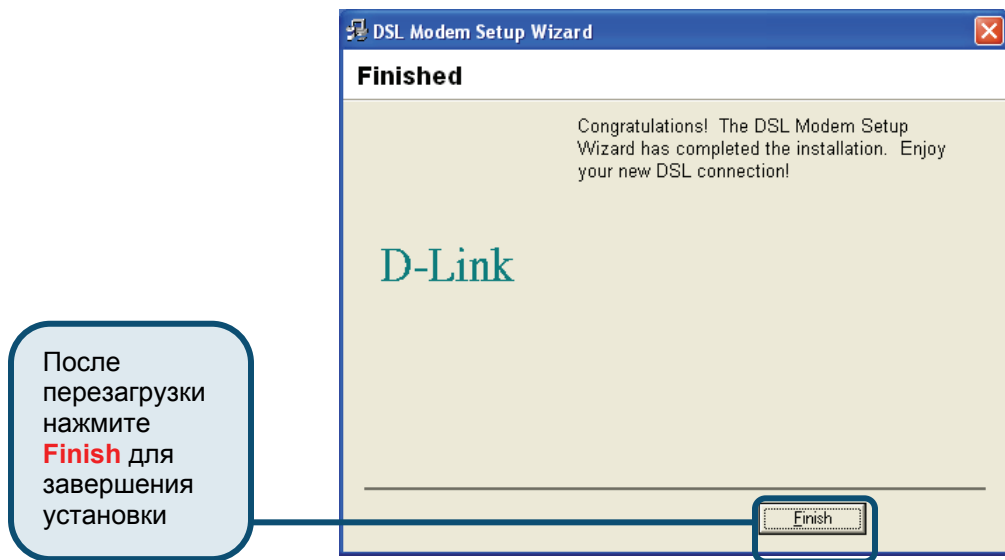 DSL Modem Setup Wizard
Finished
Congratulations! The DSL Modem Setup
Wizard has completed the installation. Enjoy
your new DSL connection!
D-Link
После
перезагрузки
нажмите
Finish для
завершения
установки
Finish